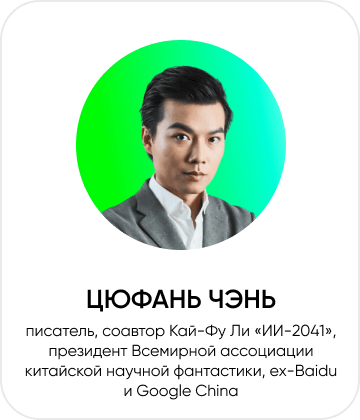 ЦЮФАНЬ ЧЭНЬ
писатель, соавтор Кай-Фу Ли «ИИ-2041»,
президент Всемирной ассоциации
китайской научной фантастики, ex-Baidu
и Google China